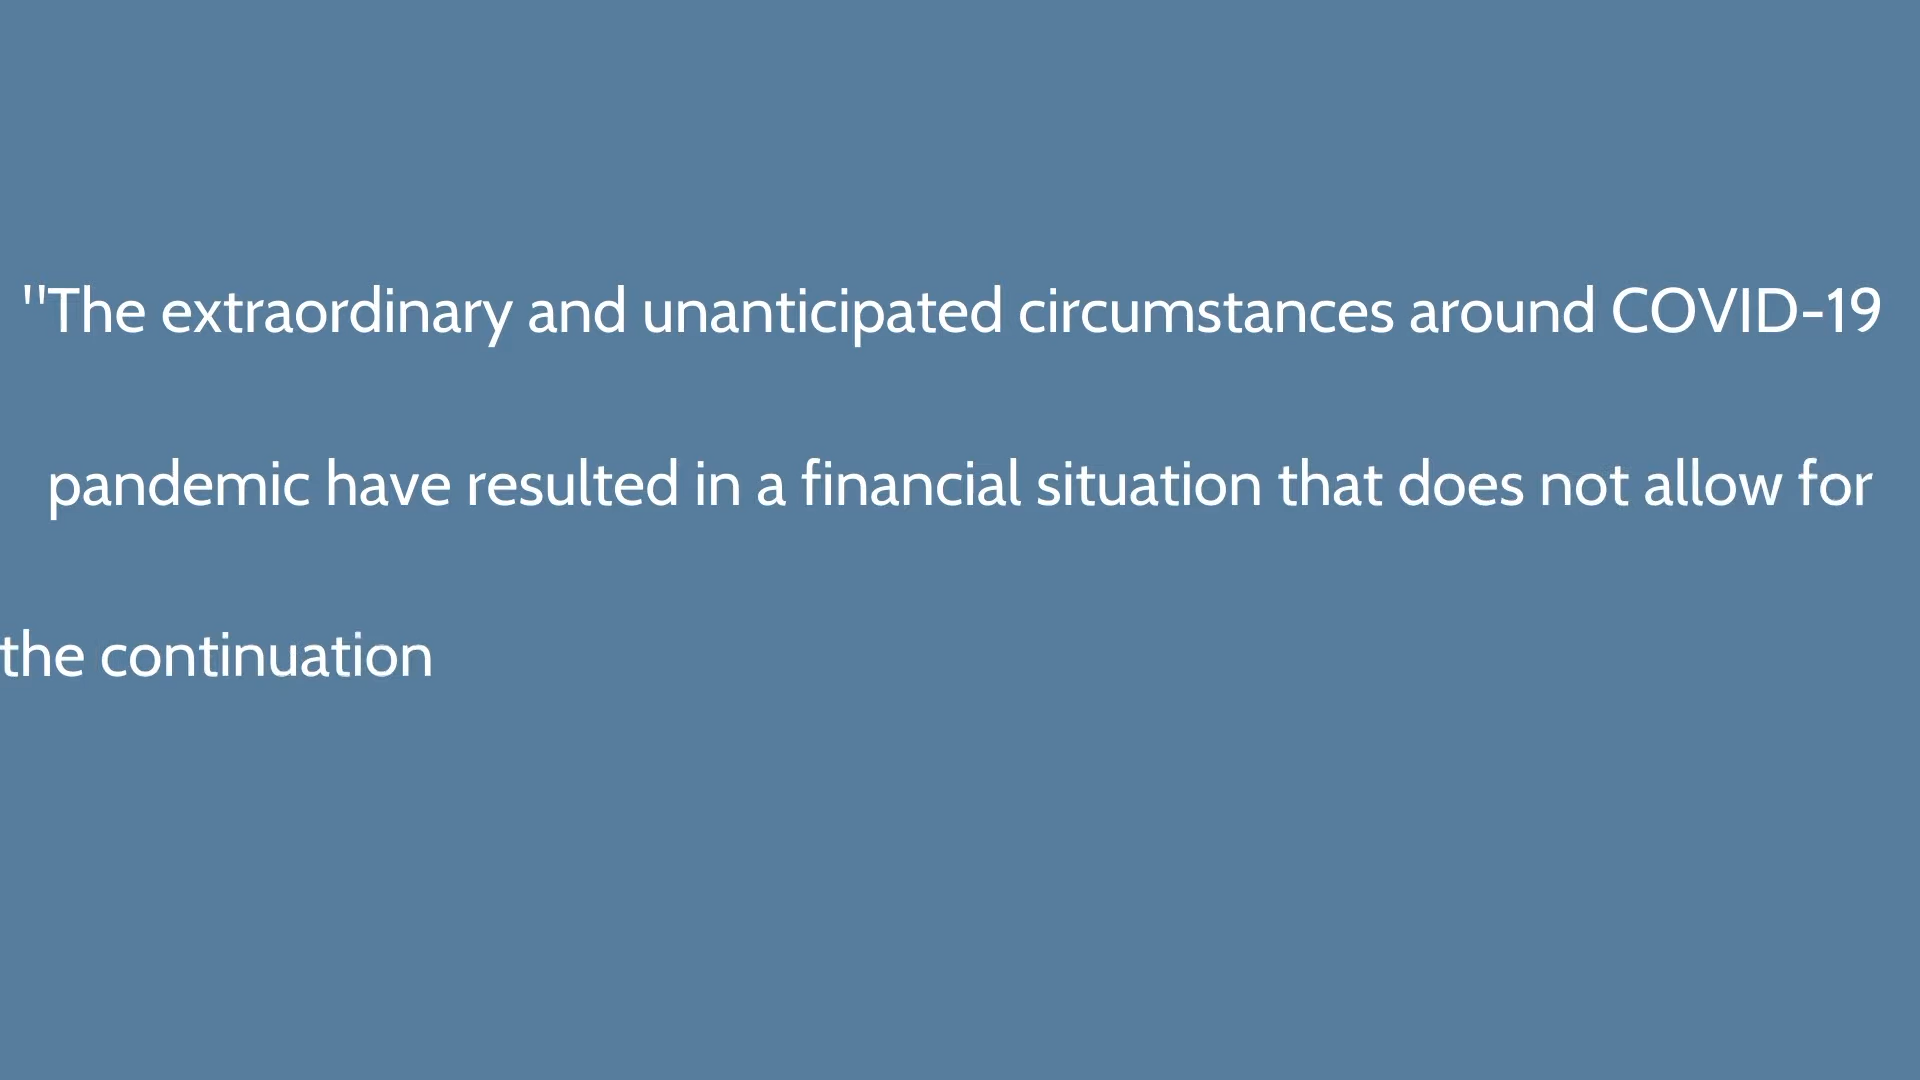 "The extraordinary and unanticipated circumstances around COVID-19
pandemic have resulted in a financial situation that does not allow for
the continuation